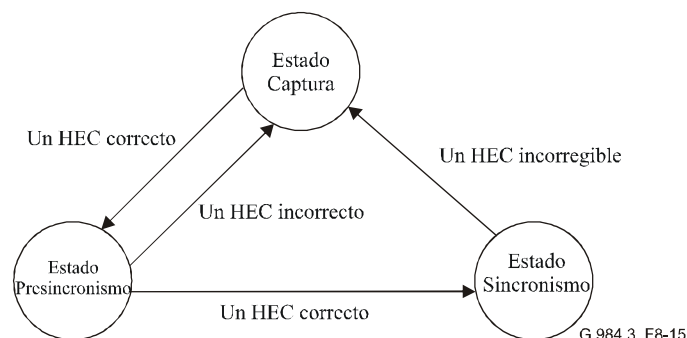 Estado
Captura
Un HEC correcto
Un HEC incorregible
Un HEC incorrecto
Estado
Presincronismo
Estado
Sincronismo
Un HEC correcto
G.984.3_F8-15